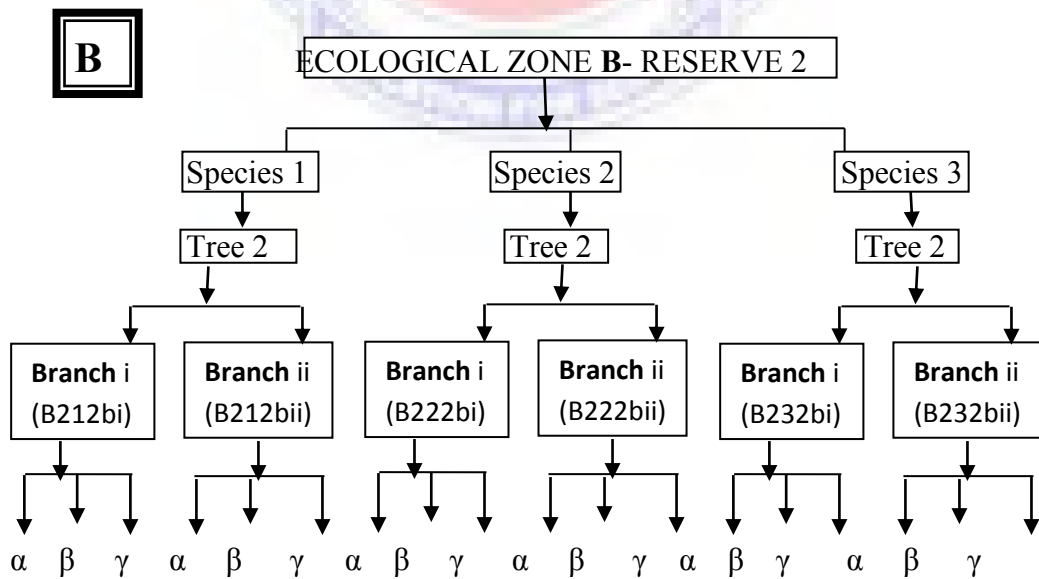 B
ECOLOGICAL ZONE B- RESERVE 2
Species 1 Species 2 Species 3
Tree 2 Tree 2 Tree 2
Branch i Branch ii Branch i Branch ii Branch i Branch ii
(B212bi) (B212bii) (B222bi) (B222bii) (B232bi) (B232bii)
α β γ α β γ α β γ α β γ α β γ α β γ